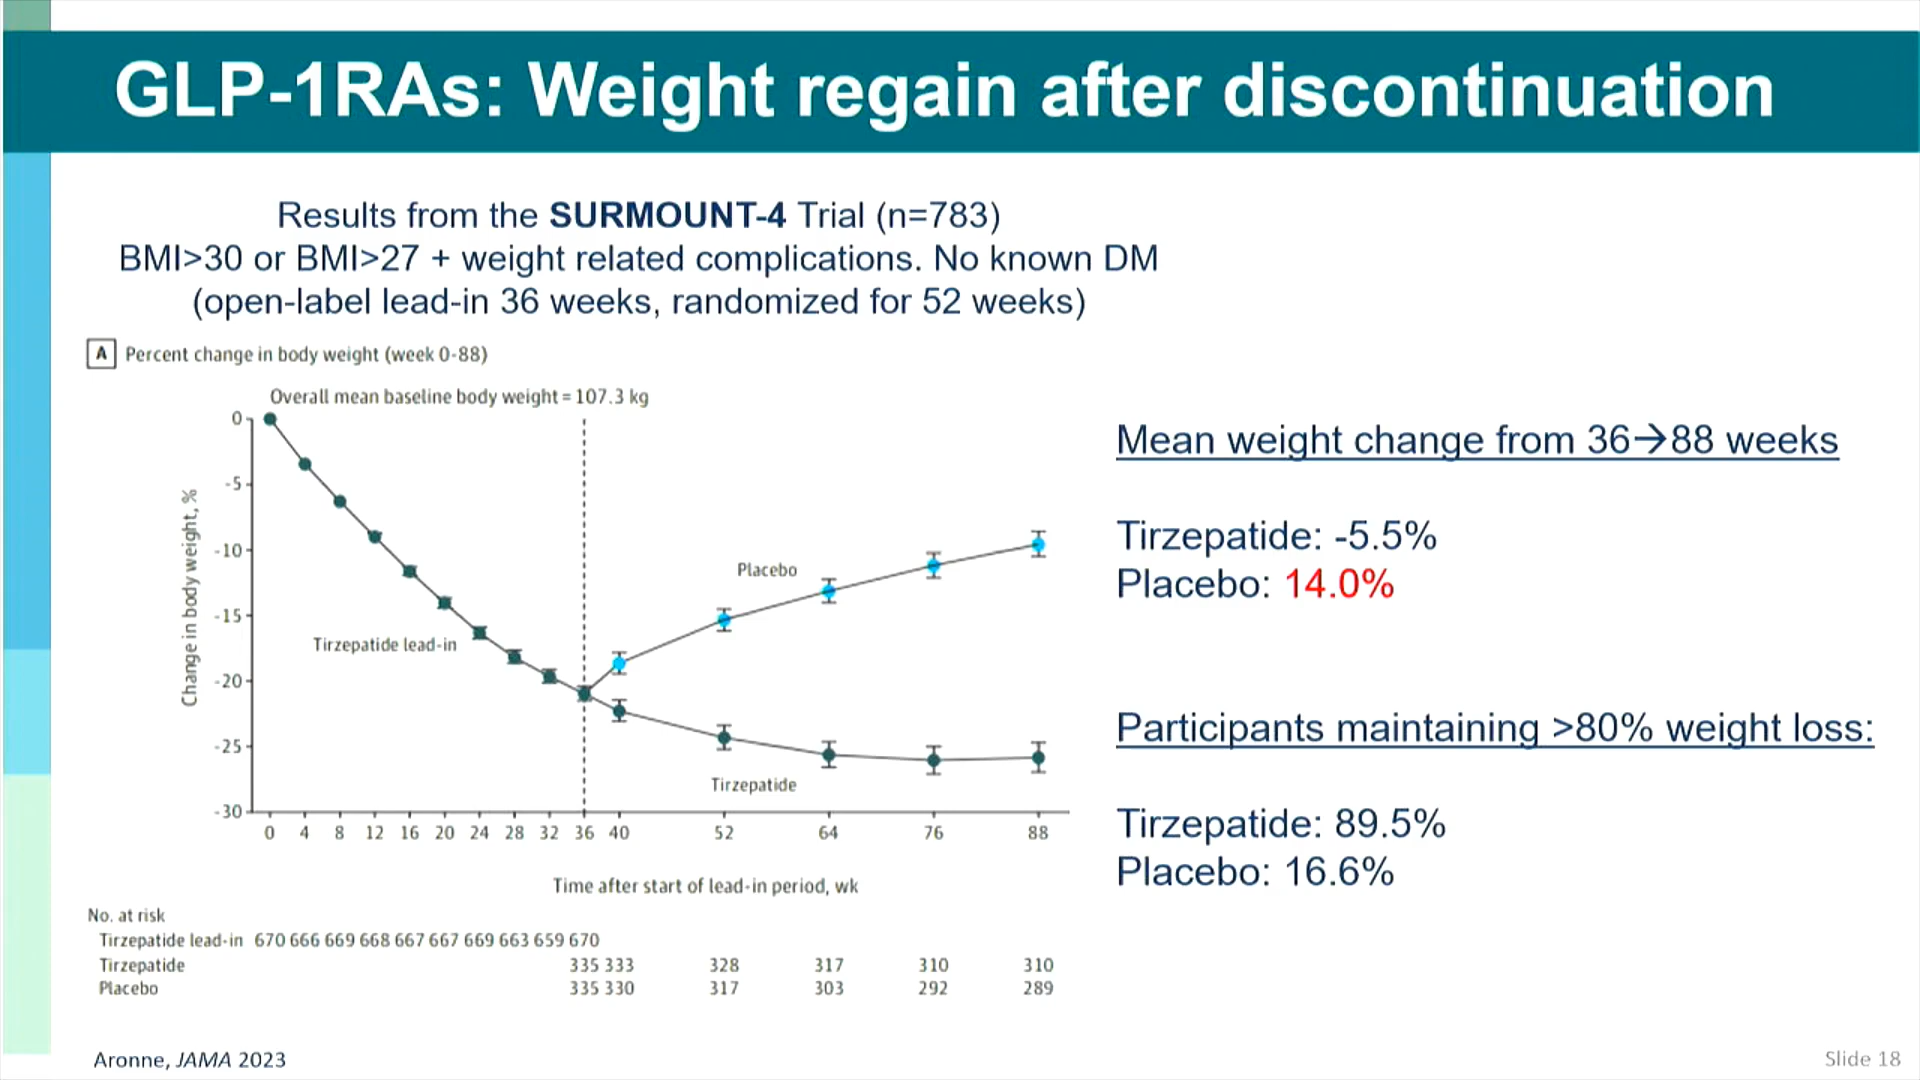 GLP-1RAs: Weight regain after discontinuation
Results from the SURMOUNT-4 Trial (n=783)
BMI>30 or BMI>27 + weight related complications. No known DM
(open-label lead-in 36 weeks, randomized for 52 weeks)
A Percent change in body weight (week 0-88)
Overall mean baseline body weight = 107.3 kg
Change in body weight, %
0
-5
-10
-15
-20
-25
-30
Placebo
Tirzepatide lead-in
Tirzepatide
0 4 8 12 16 20 24 28 32 36 40 52 64 76 88
Time after start of lead-in period, wk
No. at risk
Tirzepatide lead-in 670 666 669 668 667 667 669 663 659 670
Tirzepatide 335 333 328 317 310 310
Placebo 335 330 317 303 292 289
Mean weight change from 36→88 weeks
Tirzepatide: -5.5%
Placebo: 14.0%
Participants maintaining >80% weight loss:
Tirzepatide: 89.5%
Placebo: 16.6%
Aronne, JAMA 2023
Slide 18